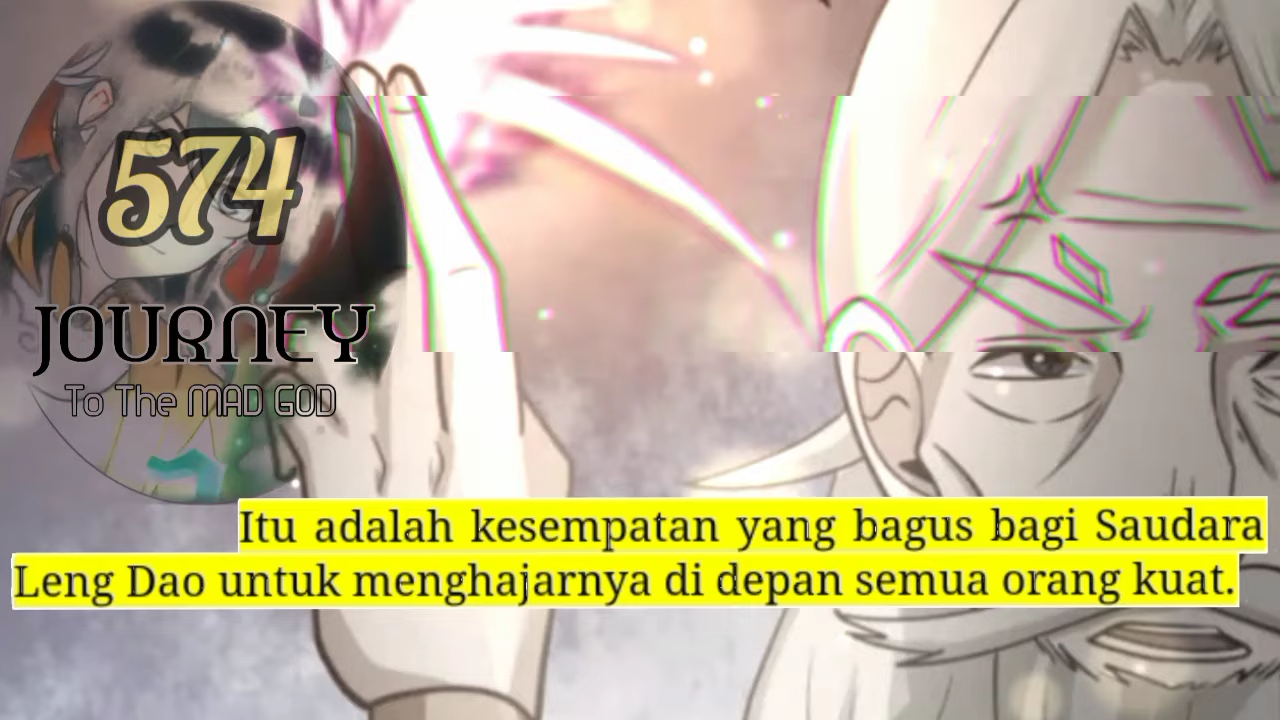 574
JOURNEY
To The MAD GOD
Itu adalah kesempatan yang bagus bagi Saudara
Leng Dao untuk menghajarnya di depan semua orang kuat.